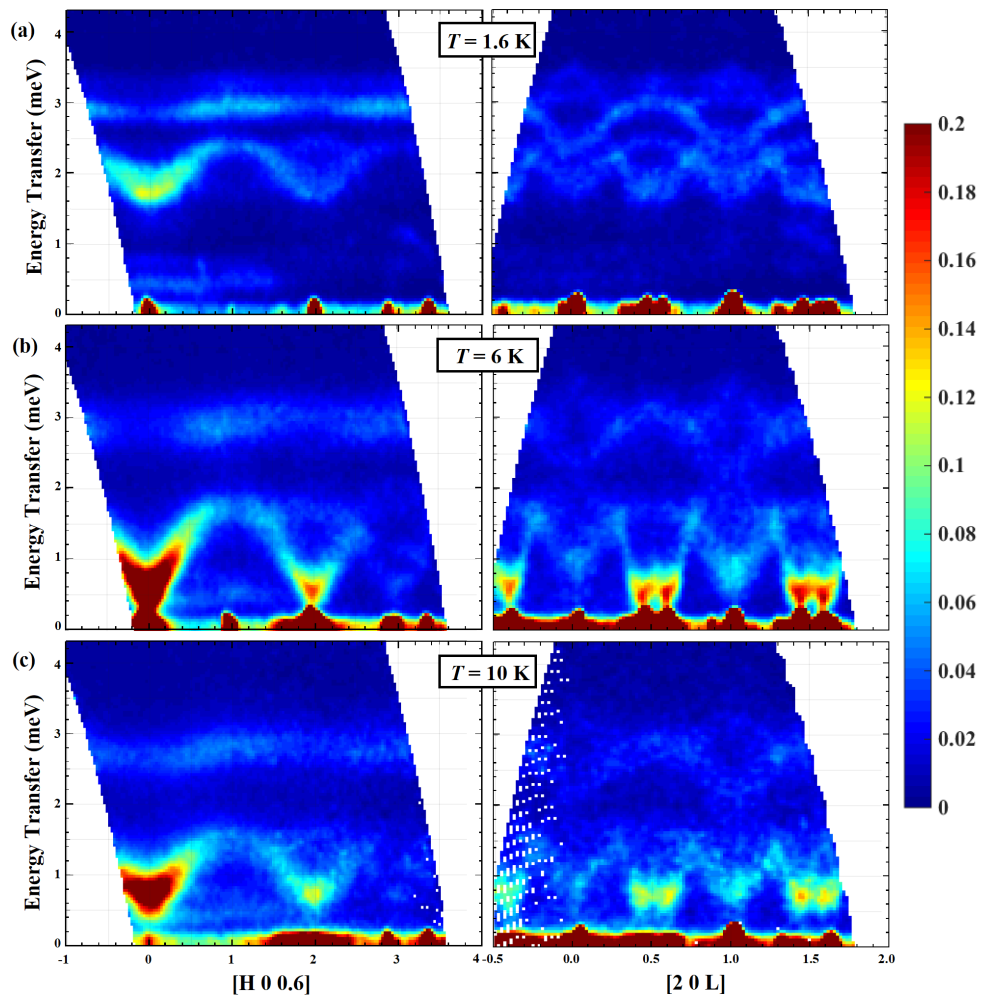 (a)
T = 1.6 K
Energy Transfer (meV)
4
3
2
1
0
(b)
T = 6 K
Energy Transfer (meV)
4
3
2
1
0
(c)
T = 10 K
Energy Transfer (meV)
4
3
2
1
0
-1 0 1 2 3 4 -0.5 0.0 0.5 1.0 1.5 2.0
[H 0 0.6] [2 0 L]
0.2
0.18
0.16
0.14
0.12
0.1
0.08
0.06
0.04
0.02
0